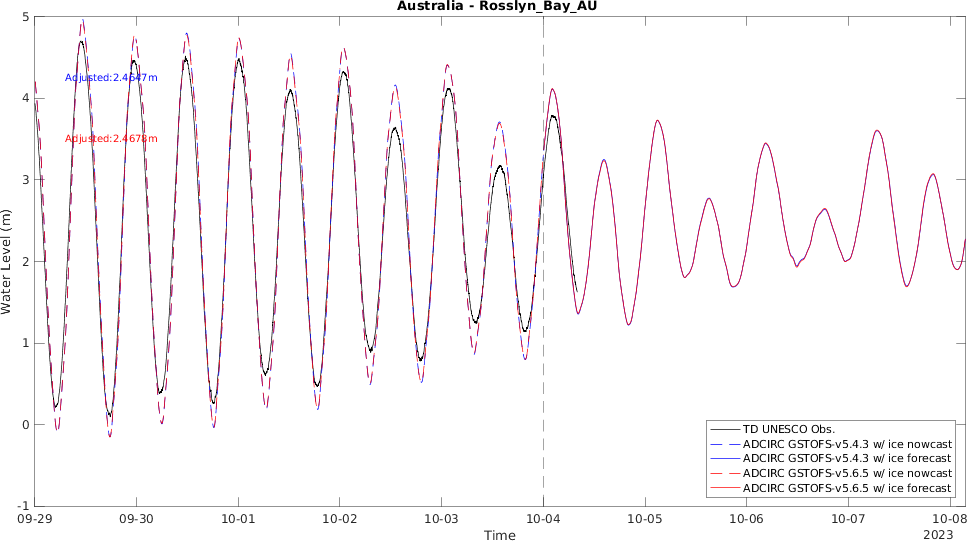 Australia - Rosslyn_Bay_AU
5
4
3
2
1
0
-1
Water Level (m)
Adjusted:2.4647m
Adjusted:2.4678m
TD UNESCO Obs.
ADCIRC GSTOFS-v5.4.3 w/ ice nowcast
ADCIRC GSTOFS-v5.4.3 w/ ice forecast
ADCIRC GSTOFS-v5.6.5 w/ ice nowcast
ADCIRC GSTOFS-v5.6.5 w/ ice forecast
09-29 09-30 10-01 10-02 10-03 10-04 10-05 10-06 10-07 10-08
Time 2023